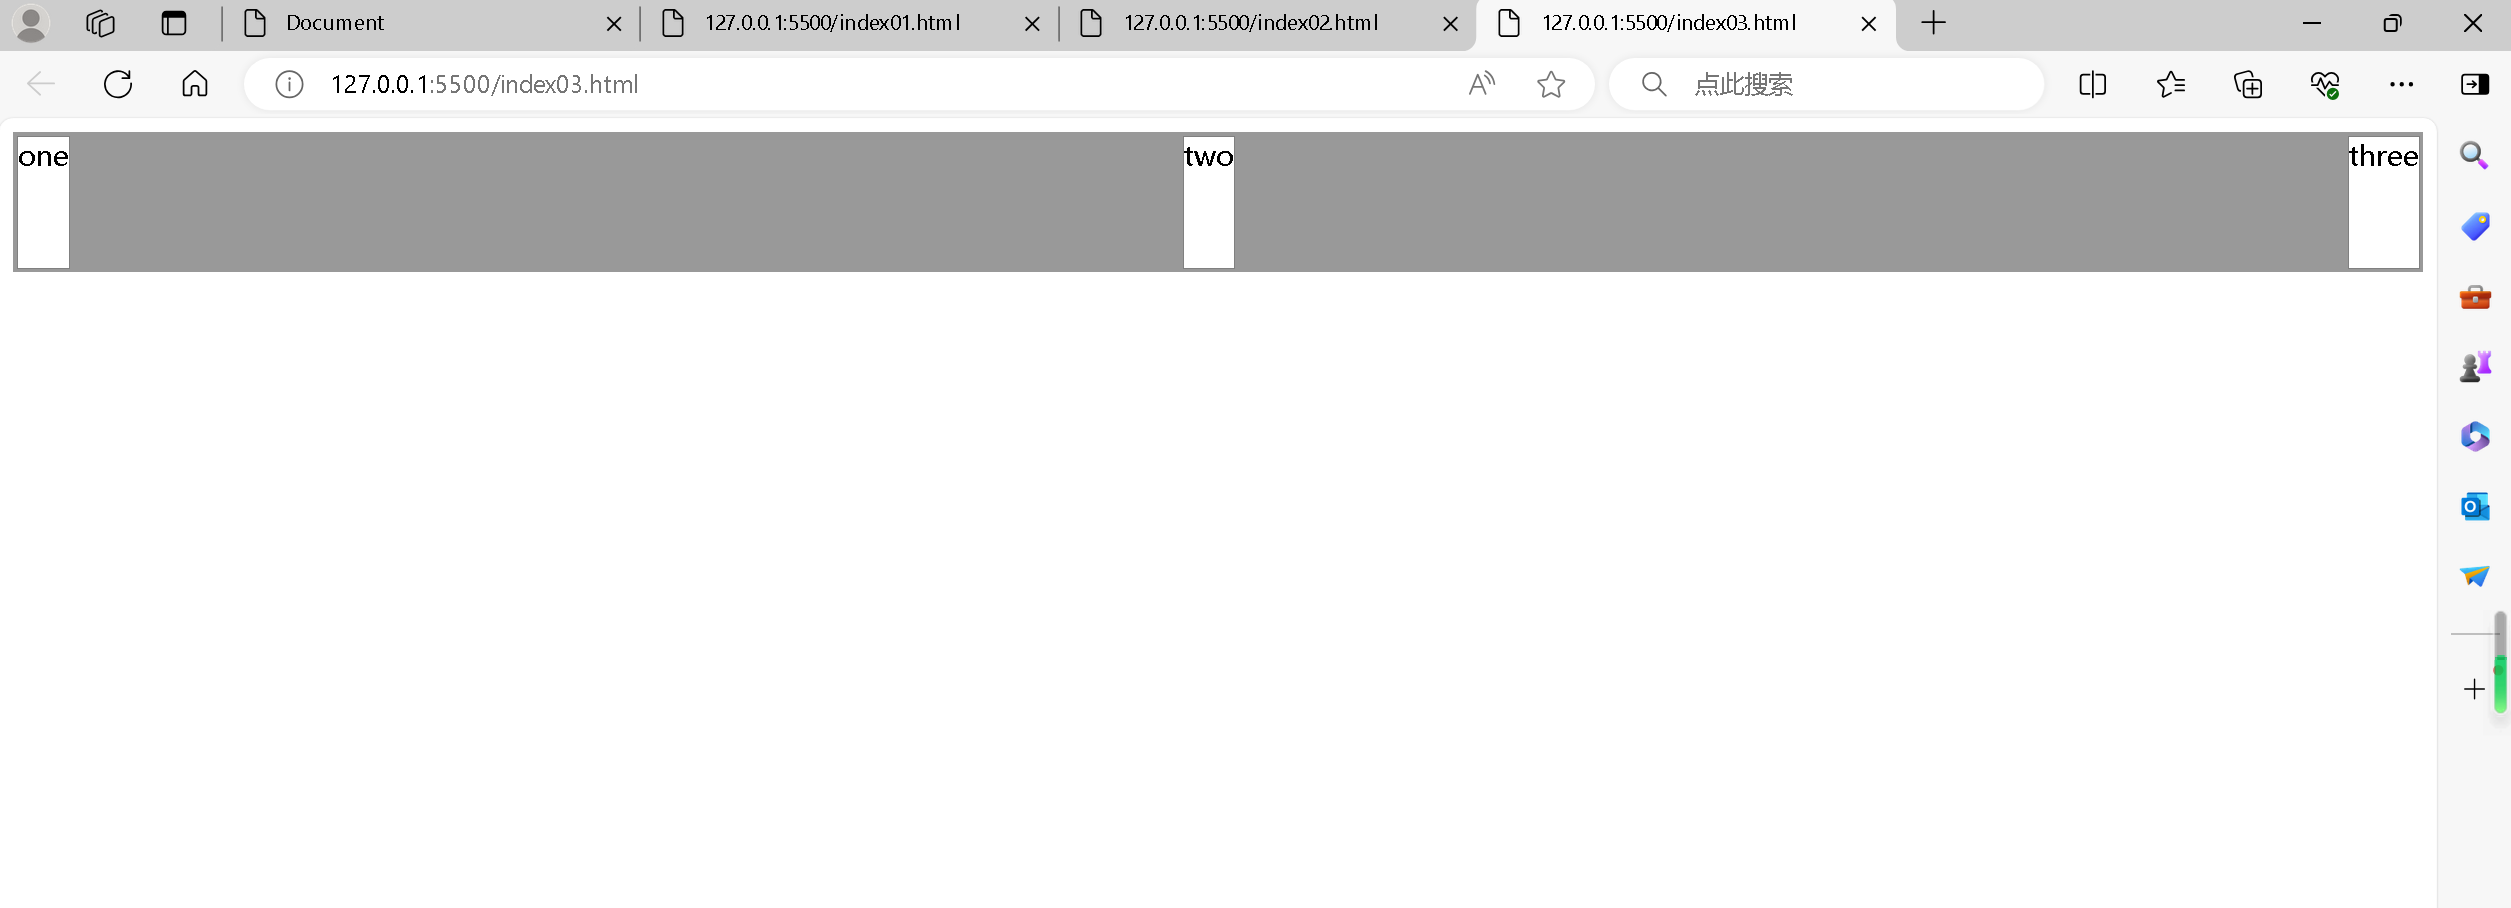 Document
127.0.0.1:5500/index01.html
127.0.0.1:5500/index02.html
127.0.0.1:5500/index03.html
127.0.0.1:5500/index03.html
点此搜索
one
two
three